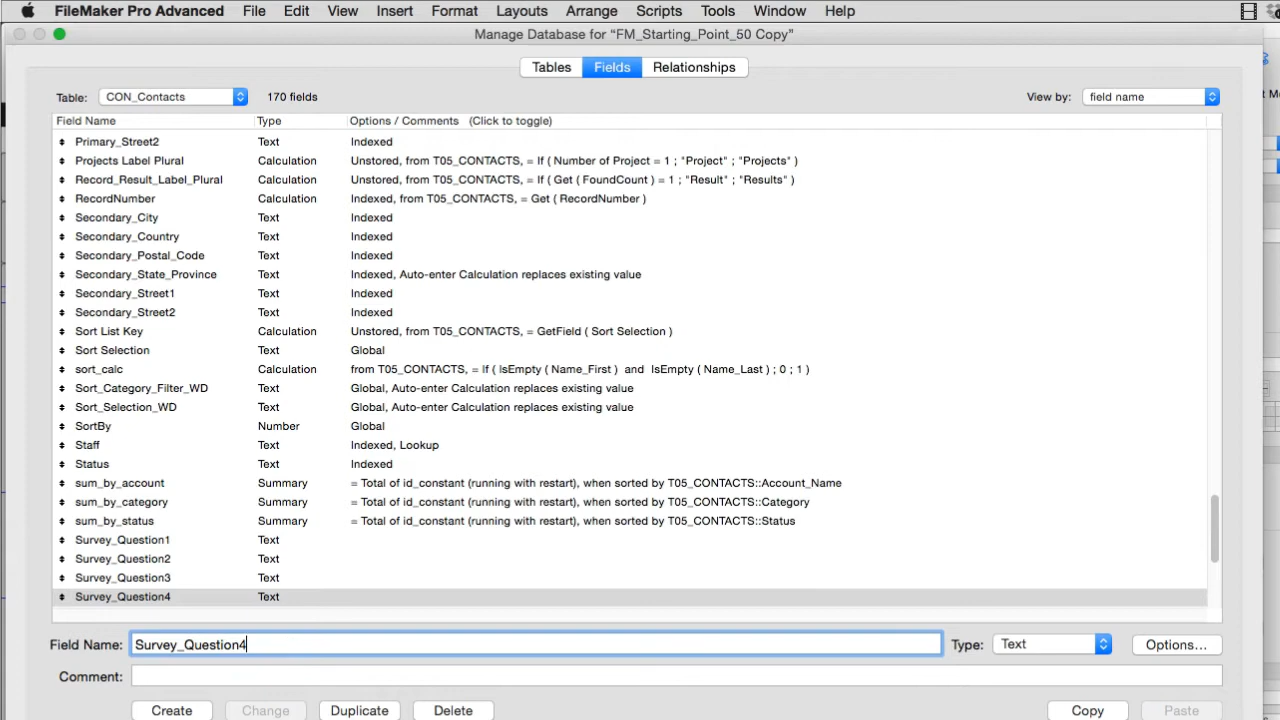 FileMaker Pro Advanced File Edit View Insert Format Layouts Arrange Scripts Tools Window Help
Manage Database for “FM_Starting_Point_50 Copy”
Tables Fields Relationships
Table: CON_Contacts 170 fields View by: field name
Field Name Type Options / Comments (Click to toggle)
Primary_Street2 Text Indexed
Projects Label Plural Calculation Unstored, from T05_CONTACTS, = If ( Number of Project = 1 ; "Project" ; "Projects" )
Record_Result_Label_Plural Calculation Unstored, from T05_CONTACTS, = If ( Get ( FoundCount ) = 1 ; "Result" ; "Results" )
RecordNumber Calculation Indexed, from T05_CONTACTS, = Get ( RecordNumber )
Secondary_City Text Indexed
Secondary_Country Text Indexed
Secondary_Postal_Code Text Indexed
Secondary_State_Province Text Indexed, Auto-enter Calculation replaces existing value
Secondary_Street1 Text Indexed
Secondary_Street2 Text Indexed
Sort List Key Calculation Unstored, from T05_CONTACTS, = GetField ( Sort Selection )
Sort Selection Text Global
sort_calc Calculation from T05_CONTACTS, = If ( IsEmpty ( Name_First ) and IsEmpty ( Name_Last ) ; 0 ; 1 )
Sort_Category_Filter_WD Text Global, Auto-enter Calculation replaces existing value
Sort_Selection_WD Text Global, Auto-enter Calculation replaces existing value
SortBy Number Global
Staff Text Indexed, Lookup
Status Text Indexed
sum_by_account Summary = Total of id_constant (running with restart), when sorted by T05_CONTACTS::Account_Name
sum_by_category Summary = Total of id_constant (running with restart), when sorted by T05_CONTACTS::Category
sum_by_status Summary = Total of id_constant (running with restart), when sorted by T05_CONTACTS::Status
Survey_Question1 Text
Survey_Question2 Text
Survey_Question3 Text
Survey_Question4 Text
Field Name: Survey_Question4 Type: Text Options...
Comment:
Create Change Duplicate Delete Copy Paste